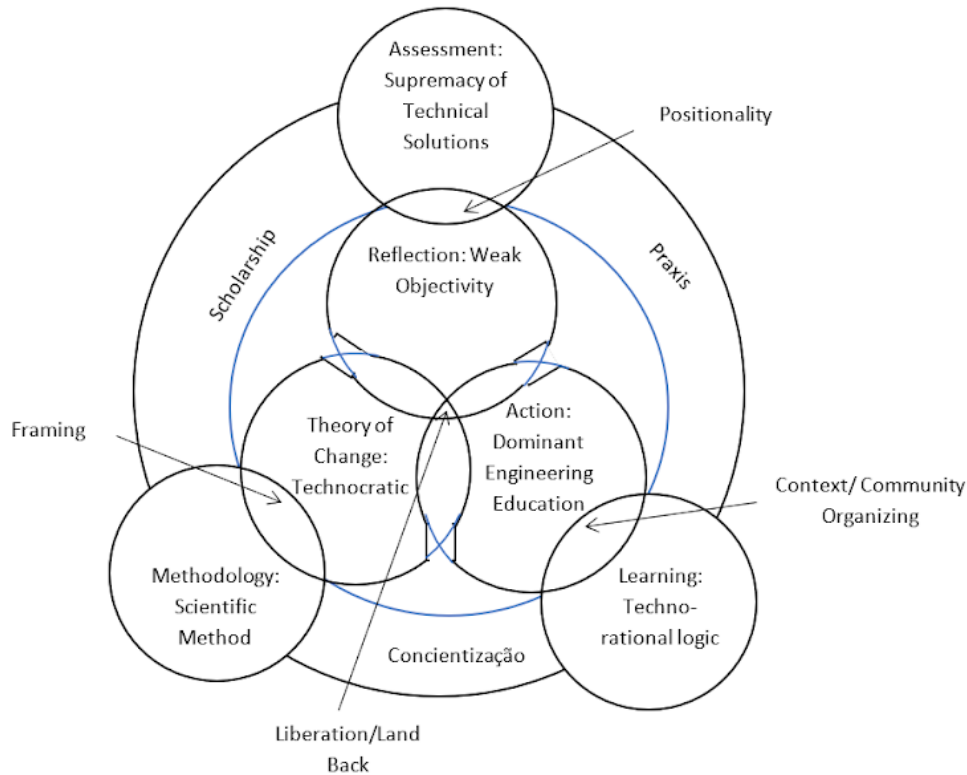 Assessment:
Supremacy of
Technical
Solutions
Positionality
Scholarship
Praxis
Reflection: Weak
Objectivity
Framing
Theory of
Change:
Technocratic
Action:
Dominant
Engineering
Education
Context/ Community
Organizing
Methodology:
Scientific
Method
Learning:
Techno-
rational logic
Concientização
Liberation/Land
Back